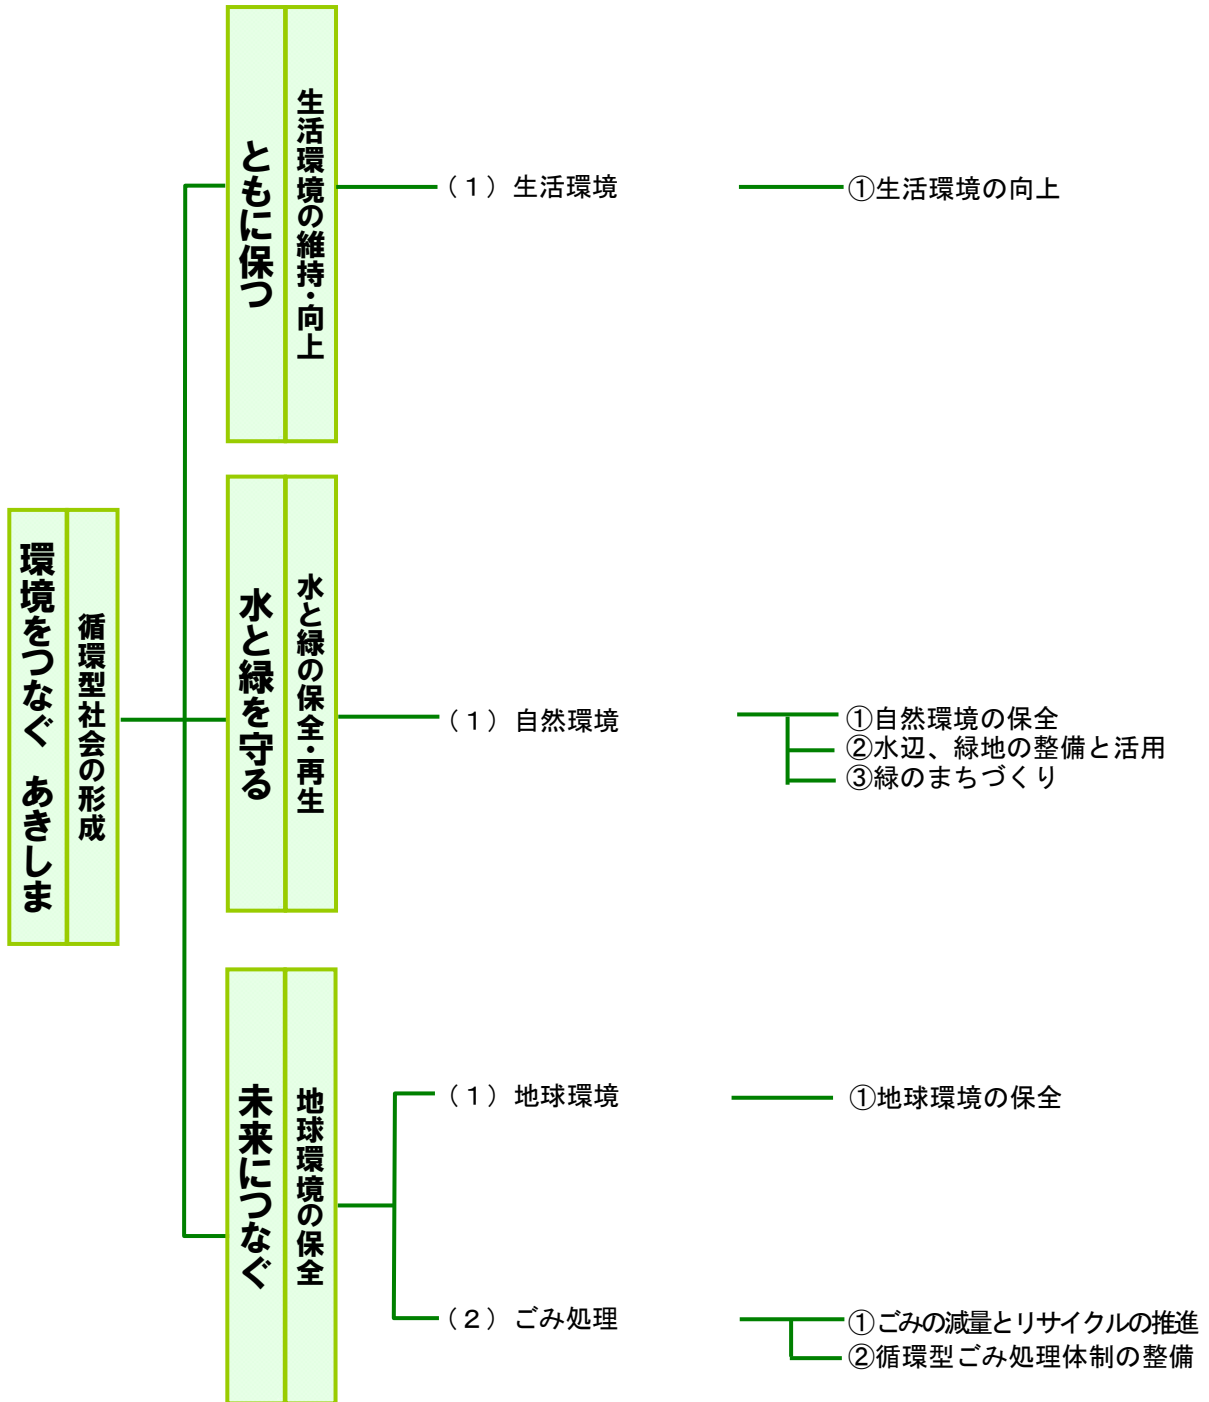 環境をつなぐ　あきしま
循環型社会の形成
ともに保つ
生活環境の維持・向上
（１）生活環境
①生活環境の向上
水と緑を守る
水と緑の保全・再生
（１）自然環境
①自然環境の保全
②水辺、緑地の整備と活用
③緑のまちづくり
未来につなぐ
地球環境の保全
（１）地球環境
①地球環境の保全
（２）ごみ処理
①ごみの減量とリサイクルの推進
②循環型ごみ処理体制の整備